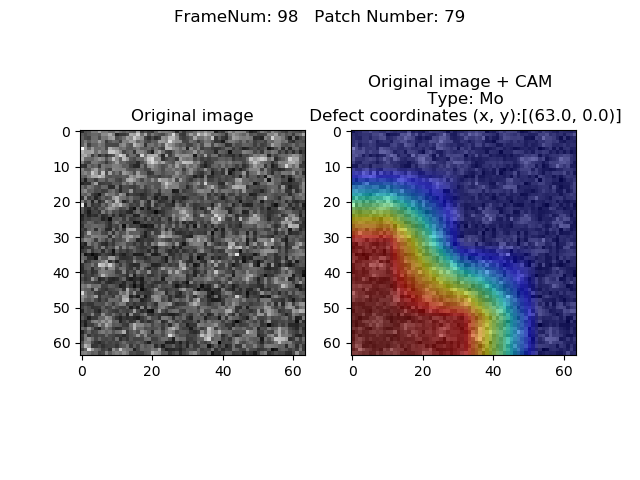 FrameNum: 98   Patch Number: 79
Original image
0
10
20
30
40
50
60
0 20 40 60
Original image + CAM
Type: Mo
Defect coordinates (x, y):[(63.0, 0.0)]
0
10
20
30
40
50
60
0 20 40 60